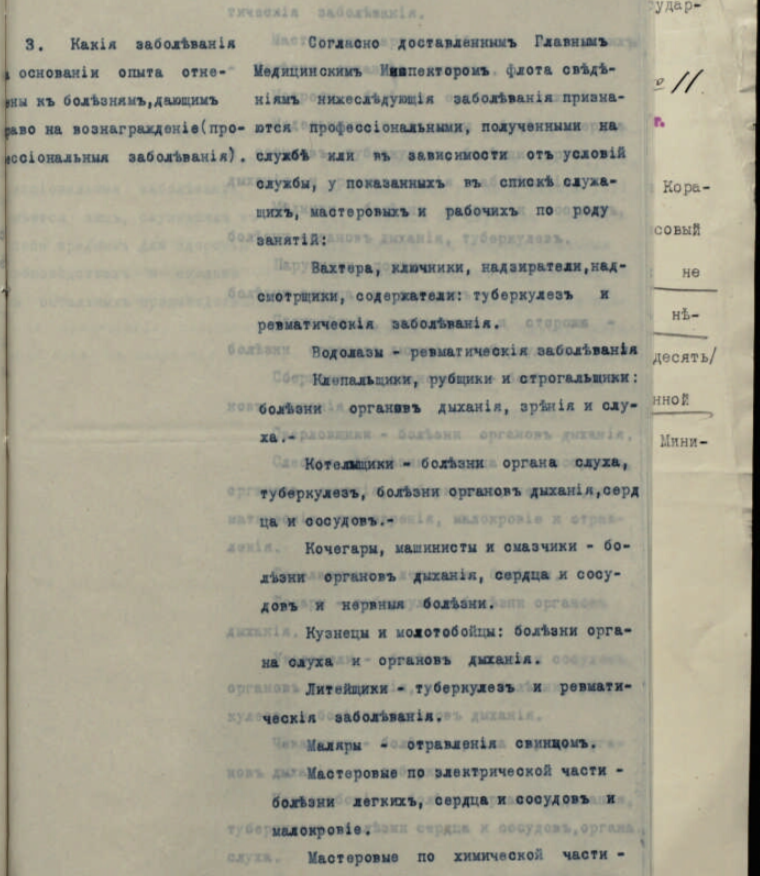 3. Какія заболѣванія
основаніи опыта отне-
ны къ болѣзнямъ,дающимъ
раво на вознагражденіе(про-
ессіональныя заболѣванія).
Согласно доставленнымъ Главнымъ
Медицинскимъ Инспекторомъ флота свѣдѣ-
ніямъ нижеслѣдующія заболѣванія призна-
ются профессіональными, полученными на
службѣ или въ зависимости отъ условій
службы, у показанныхъ въ спискѣ служа-
щихъ, мастеровыхъ и рабочихъ по роду
занятій:
Вахтера, ключники, надзиратели,над-
смотрщики, содержатели: туберкулезъ и
ревматическія заболѣванія.
Водолазы - ревматическія заболѣванія
Клепальщики, рубщики и строгальщики:
болѣзни органовъ дыханія, зрѣнія и слу-
ха.-
Котельщики - болѣзни органа слуха,
туберкулезъ, болѣзни органовъ дыханія,серд
ца и сосудовъ.-
Кочегары, машинисты и смазчики - бо-
лѣзни органовъ дыханія, сердца и сосу-
довъ и нервныя болѣзни.
Кузнецы и молотобойцы: болѣзни орга-
на слуха и органовъ дыханія.
Литейщики - туберкулезъ и ревмати-
ческія заболѣванія.
Маляры - отравленія свинцомъ.
Мастеровые по электрической части -
болѣзни легкихъ, сердца и сосудовъ и
малокровіе.
Мастеровые по химической части -
удар-
11.
г.
Кора-
совый
не
нѣ-
десять/
нной
Мини-